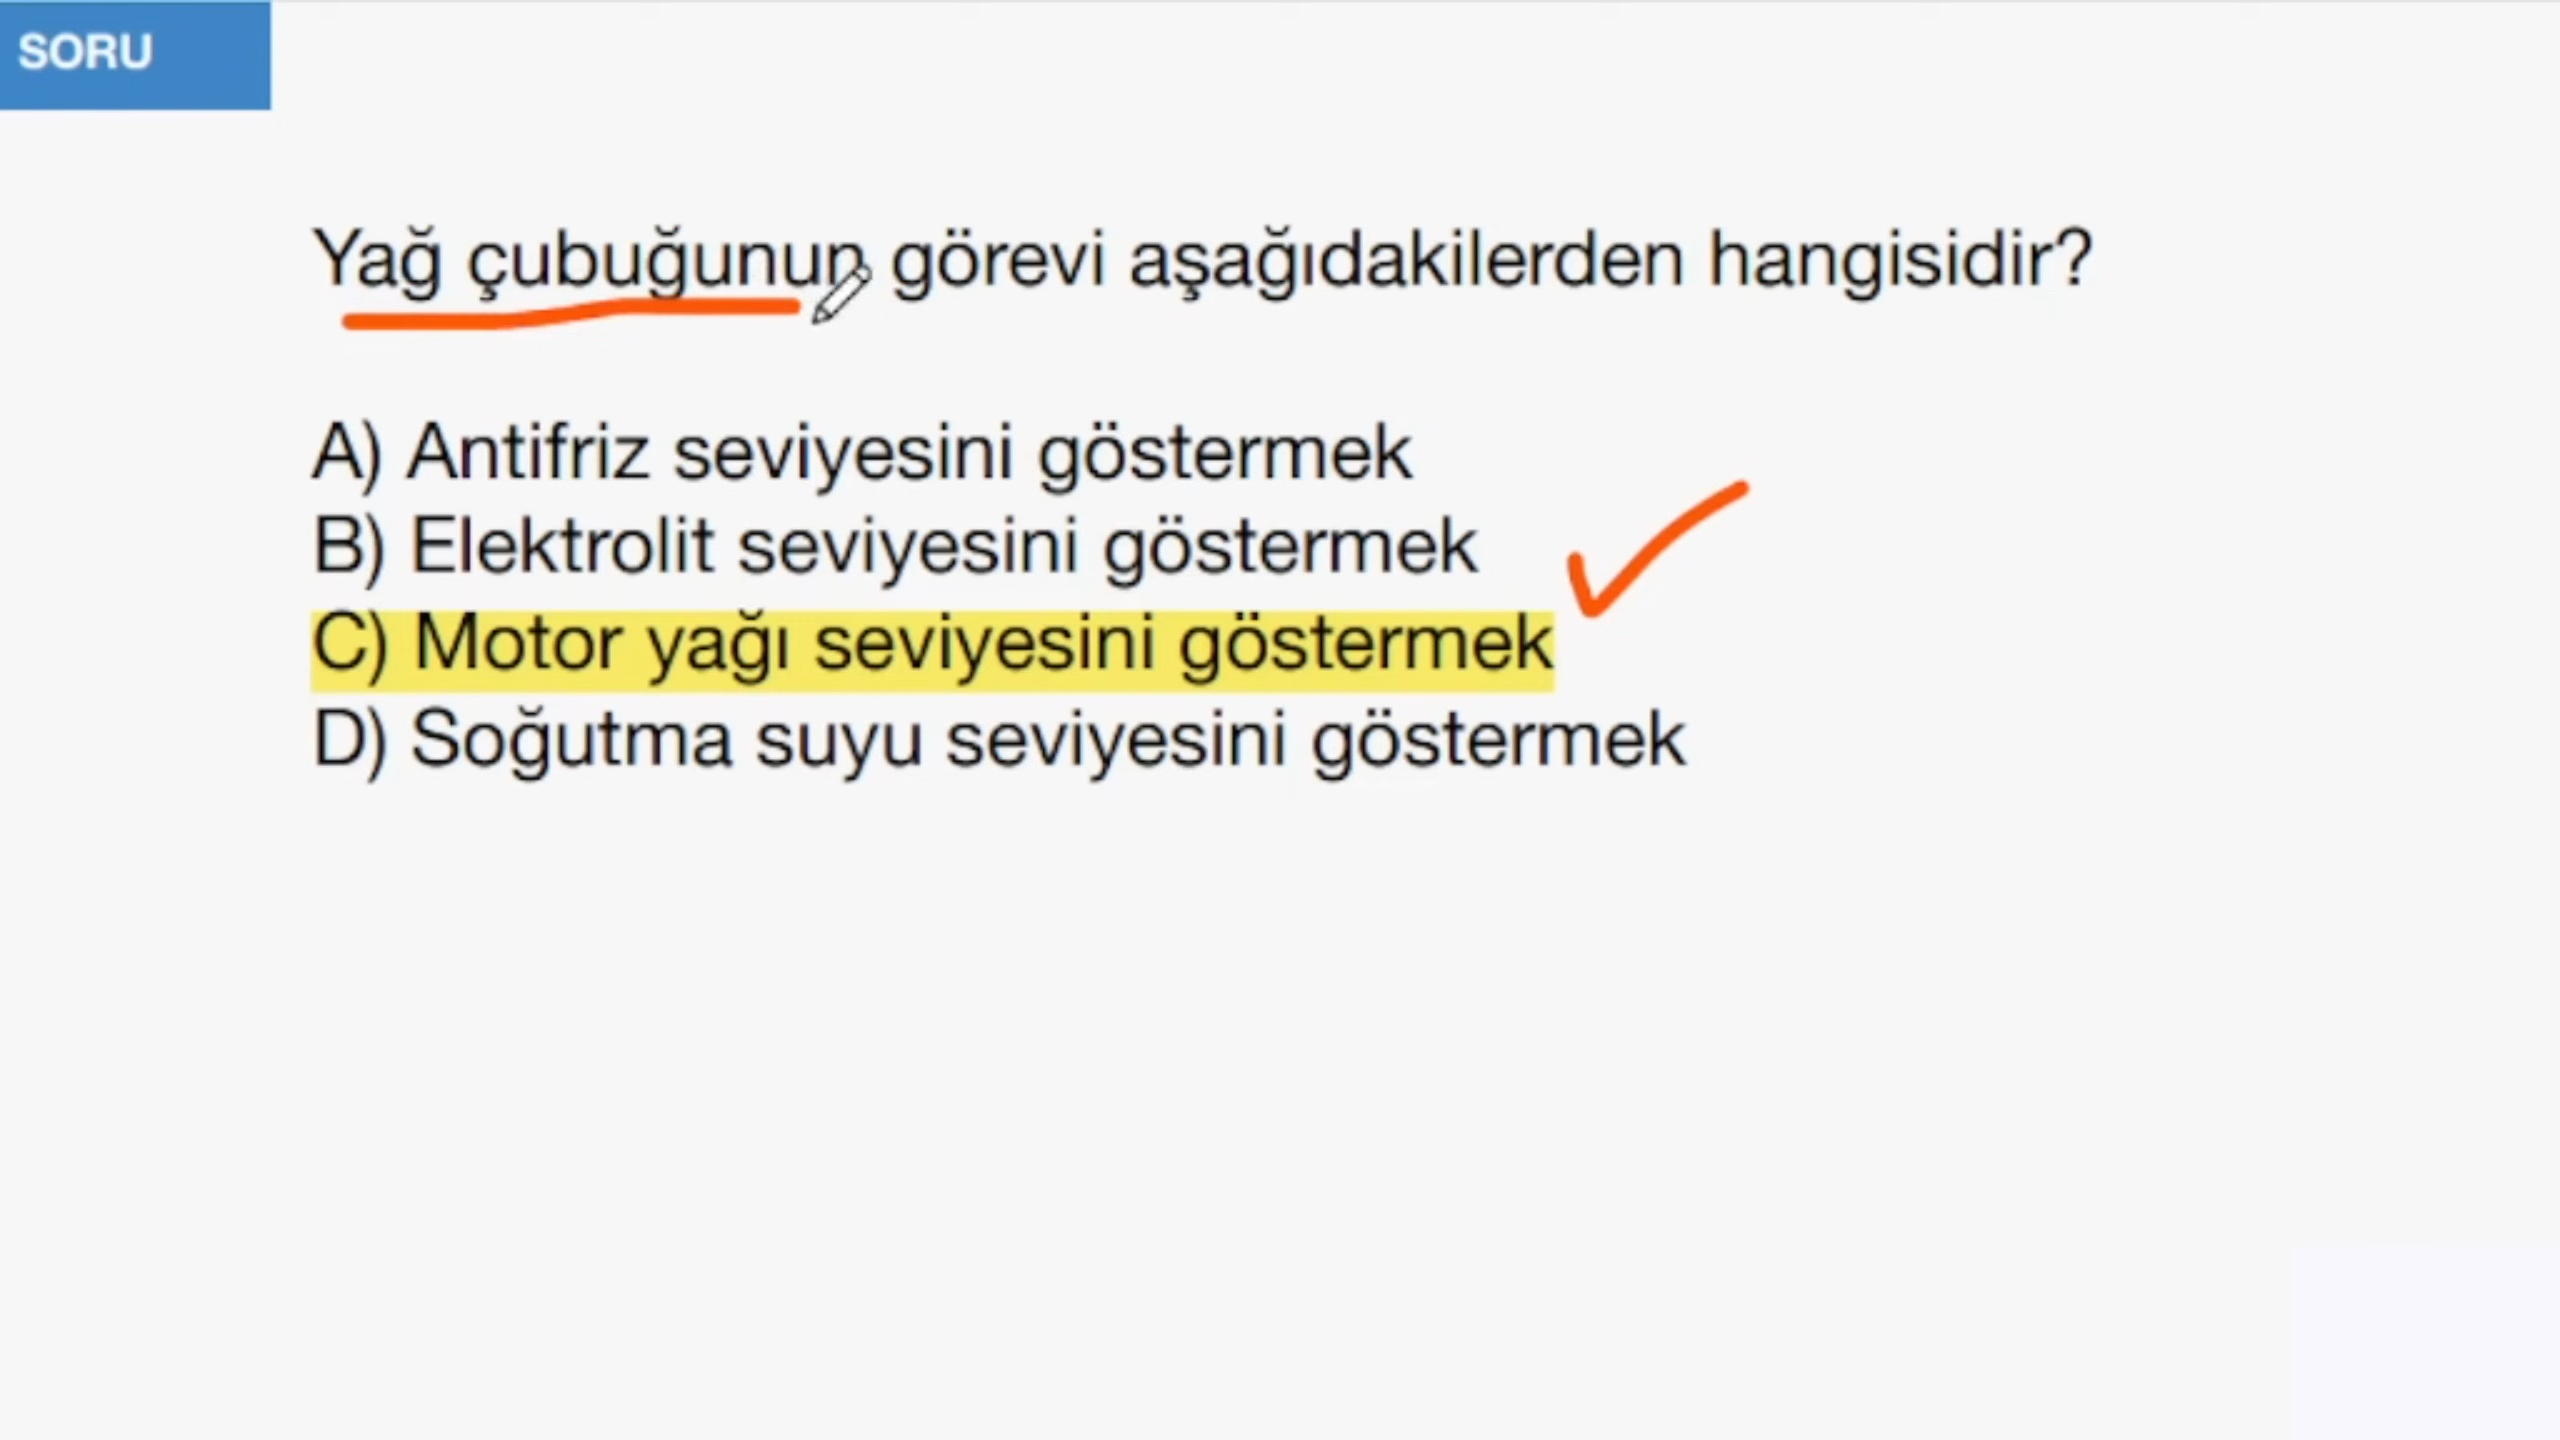 SORU
Yağ çubuğunun görevi aşağıdakilerden hangisidir?
A) Antifriz seviyesini göstermek
B) Elektrolit seviyesini göstermek
C) Motor yağı seviyesini göstermek
D) Soğutma suyu seviyesini göstermek